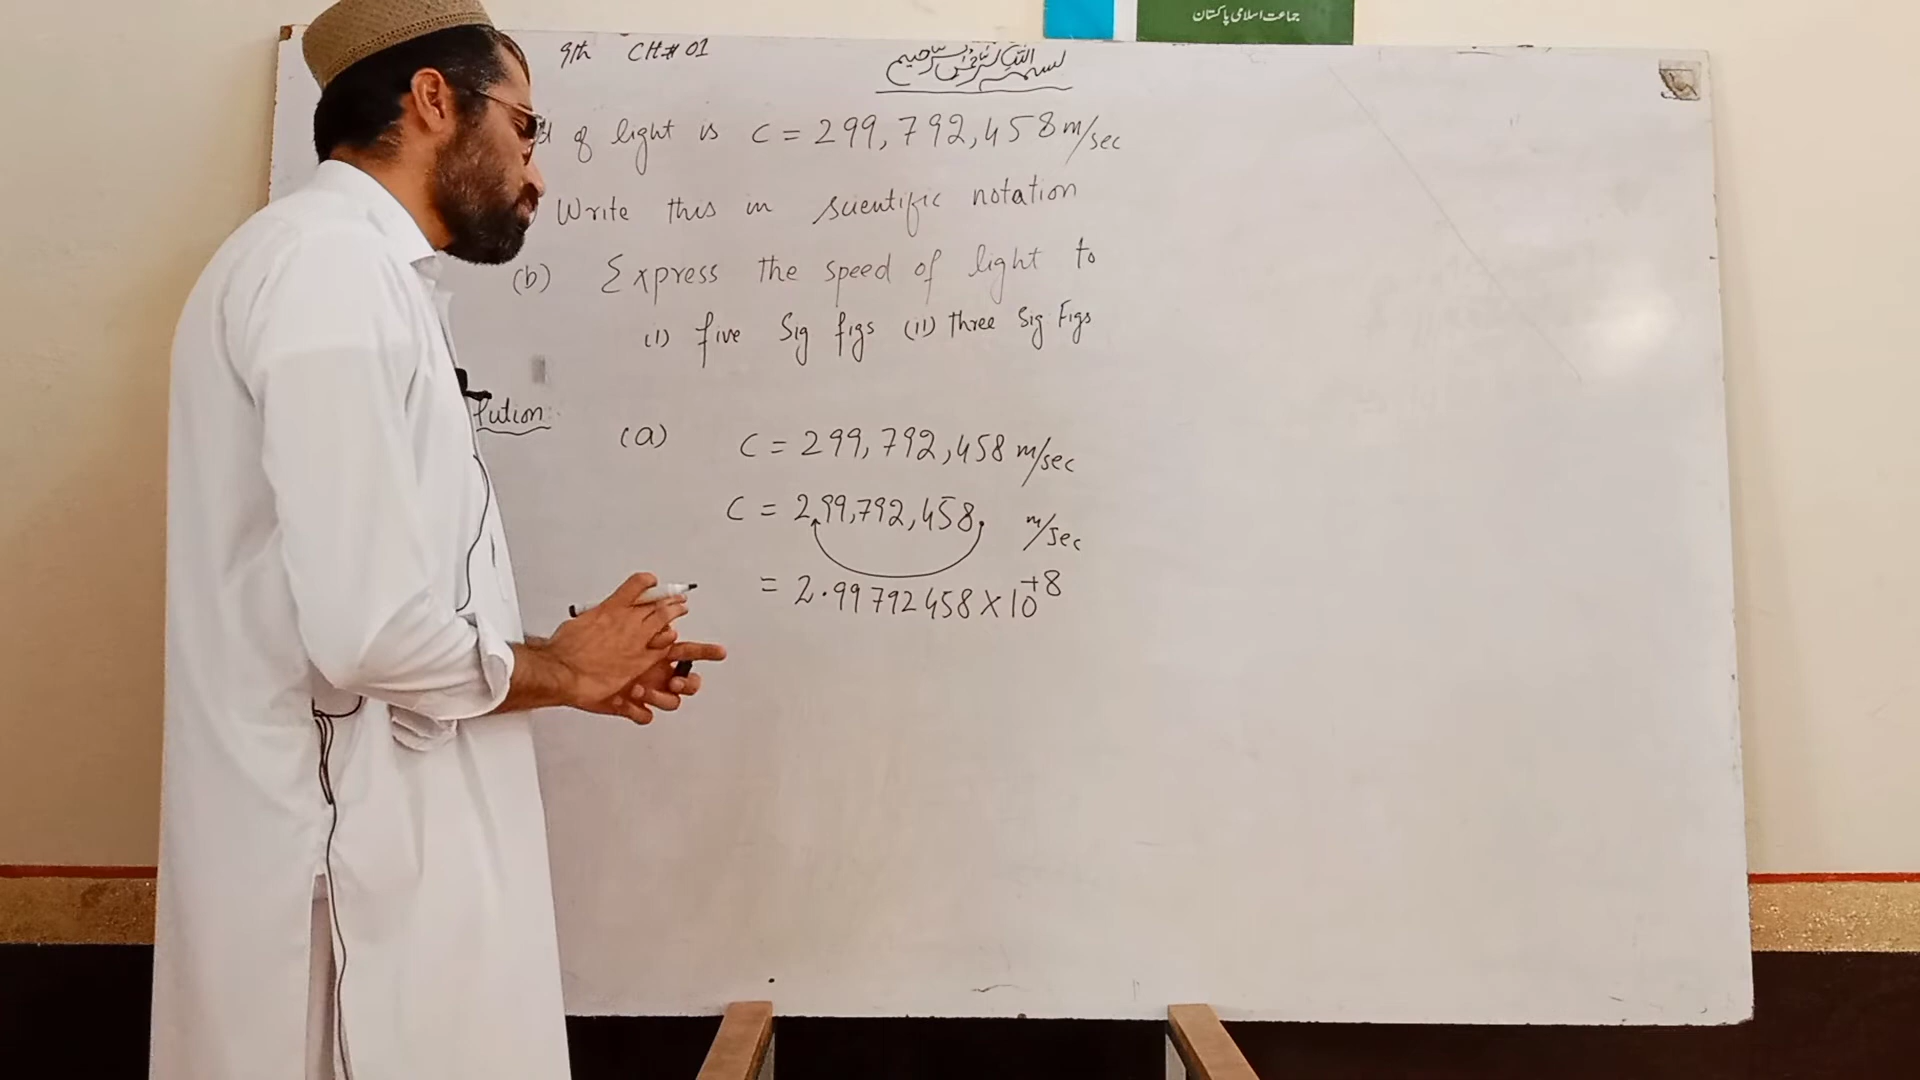 جماعت اسلامی پاکستان
9th CH# 01
بسم اللہ الرحمن الرحیم
of light is C = 299,792,458 m/sec
Write this in scientific notation
(b) Express the speed of light to
(i) five Sig figs (ii) three Sig Figs
lution:
(a) C = 299,792,458 m/sec
C = 2,99,792,458. m/sec
= 2.99792458 × 10⁺⁸